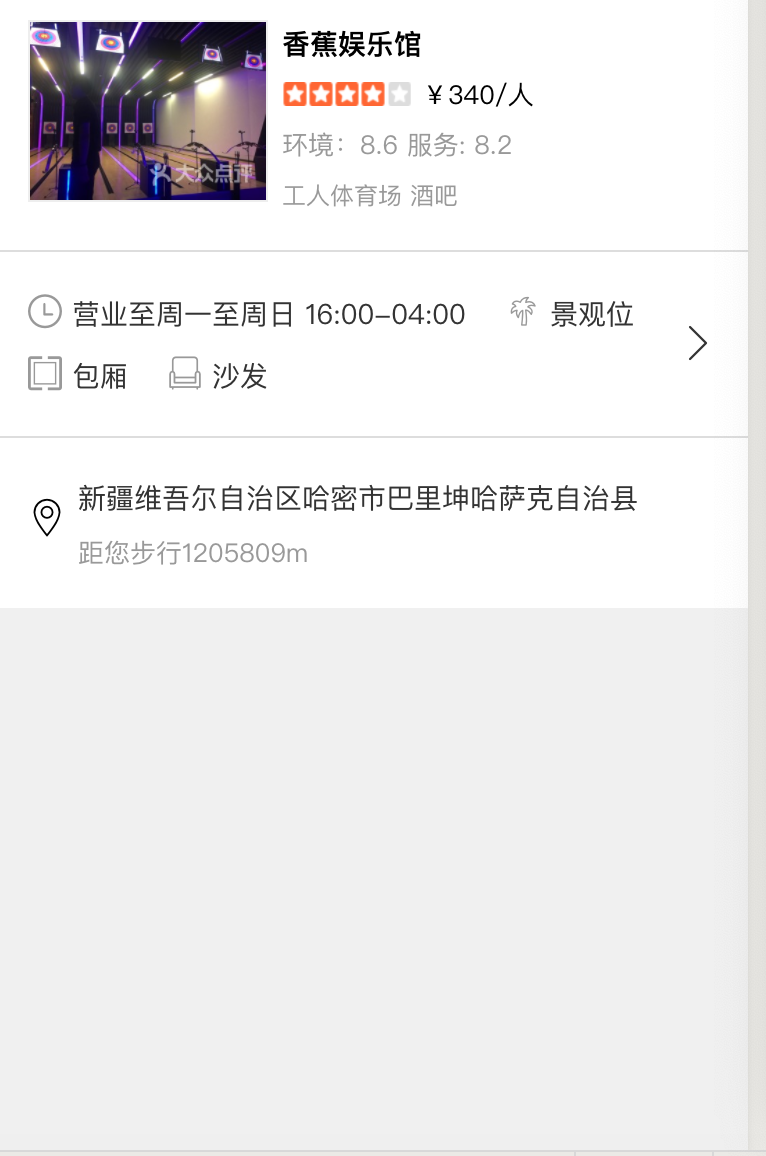 香蕉娱乐馆
￥340/人
环境：8.6 服务: 8.2
大众点评
工人体育场 酒吧
营业至周一至周日 16:00-04:00 景观位
包厢 沙发
新疆维吾尔自治区哈密市巴里坤哈萨克自治县
距您步行1205809m